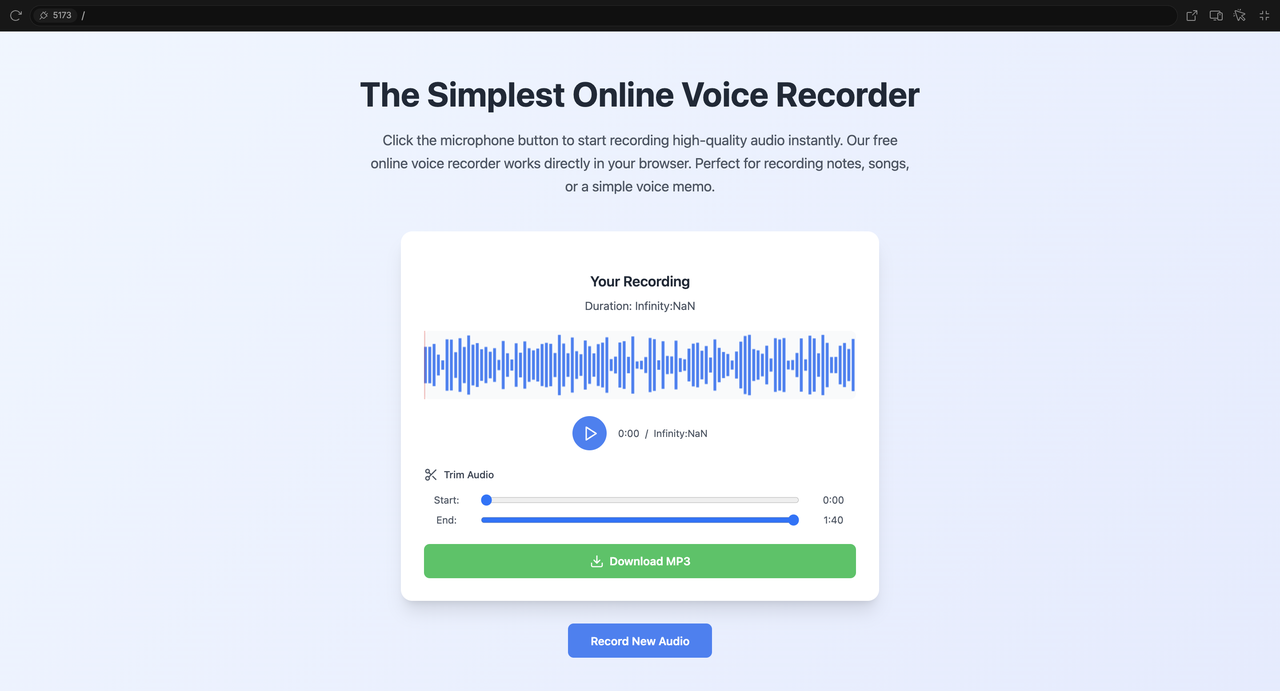 5173 /
The Simplest Online Voice Recorder
Click the microphone button to start recording high-quality audio instantly. Our free
online voice recorder works directly in your browser. Perfect for recording notes, songs,
or a simple voice memo.
Your Recording
Duration: Infinity:NaN
0:00 / Infinity:NaN
Trim Audio
Start: 0:00
End: 1:40
Download MP3
Record New Audio